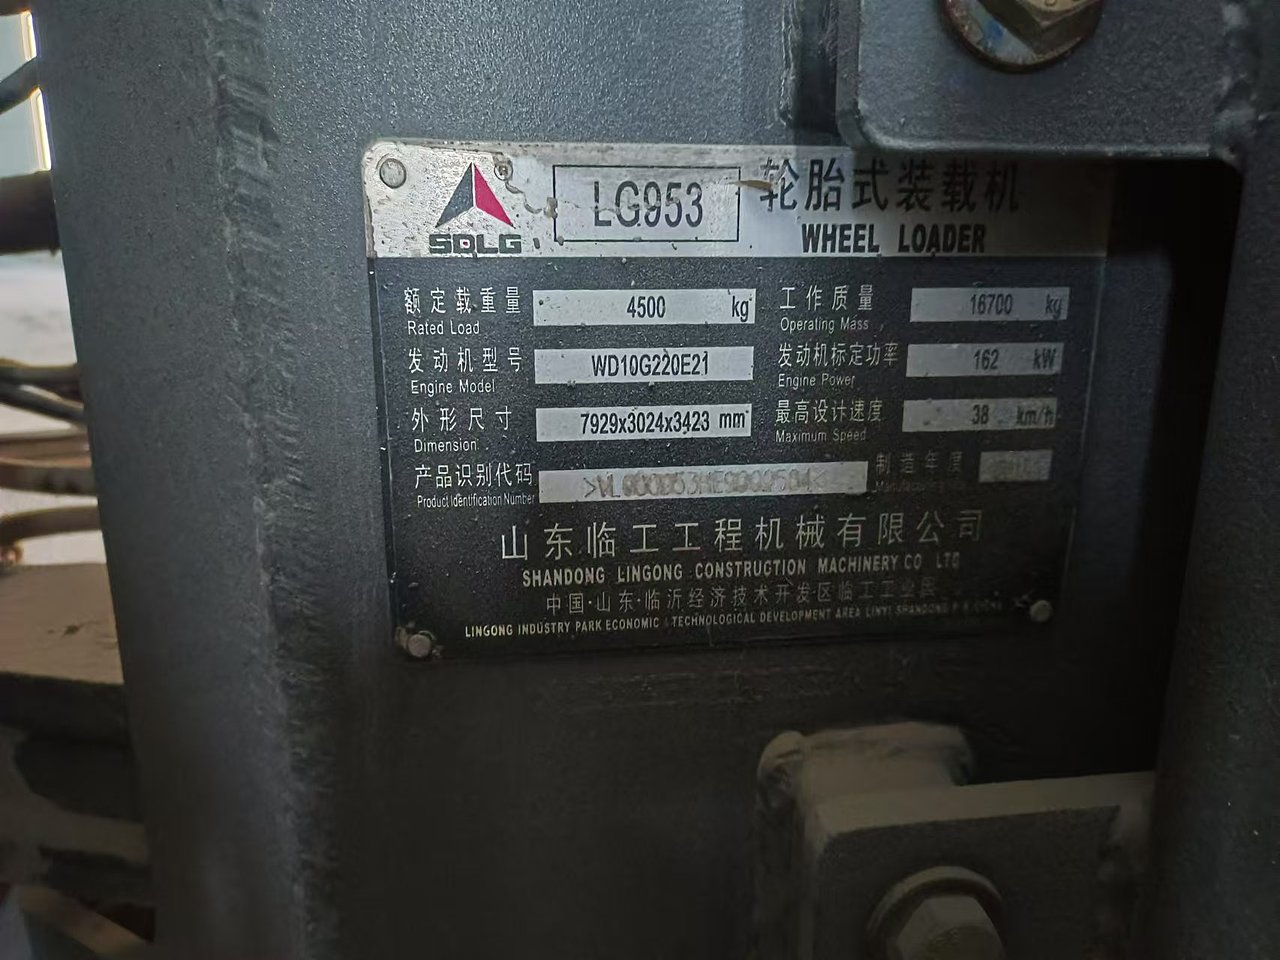 SDLG
LG953
轮胎式装载机
WHEEL LOADER
额定载重量 4500 kg
Rated Load
工作质量 16700 kg
Operating Mass
发动机型号 WD10G220E21
Engine Model
发动机标定功率 162 kW
Engine Power
外形尺寸 7929x3024x3423 mm
Dimension
最高设计速度 38 km/h
Maximum Speed
产品识别代码
Product Identification Number
制造年度
山东临工工程机械有限公司
SHANDONG LINGONG CONSTRUCTION MACHINERY CO LTD
中国·山东·临沂经济技术开发区临工工业园
LINGONG INDUSTRY PARK ECONOMIC & TECHNOLOGICAL DEVELOPMENT AREA LINYI SHANDONG P.R.CHINA